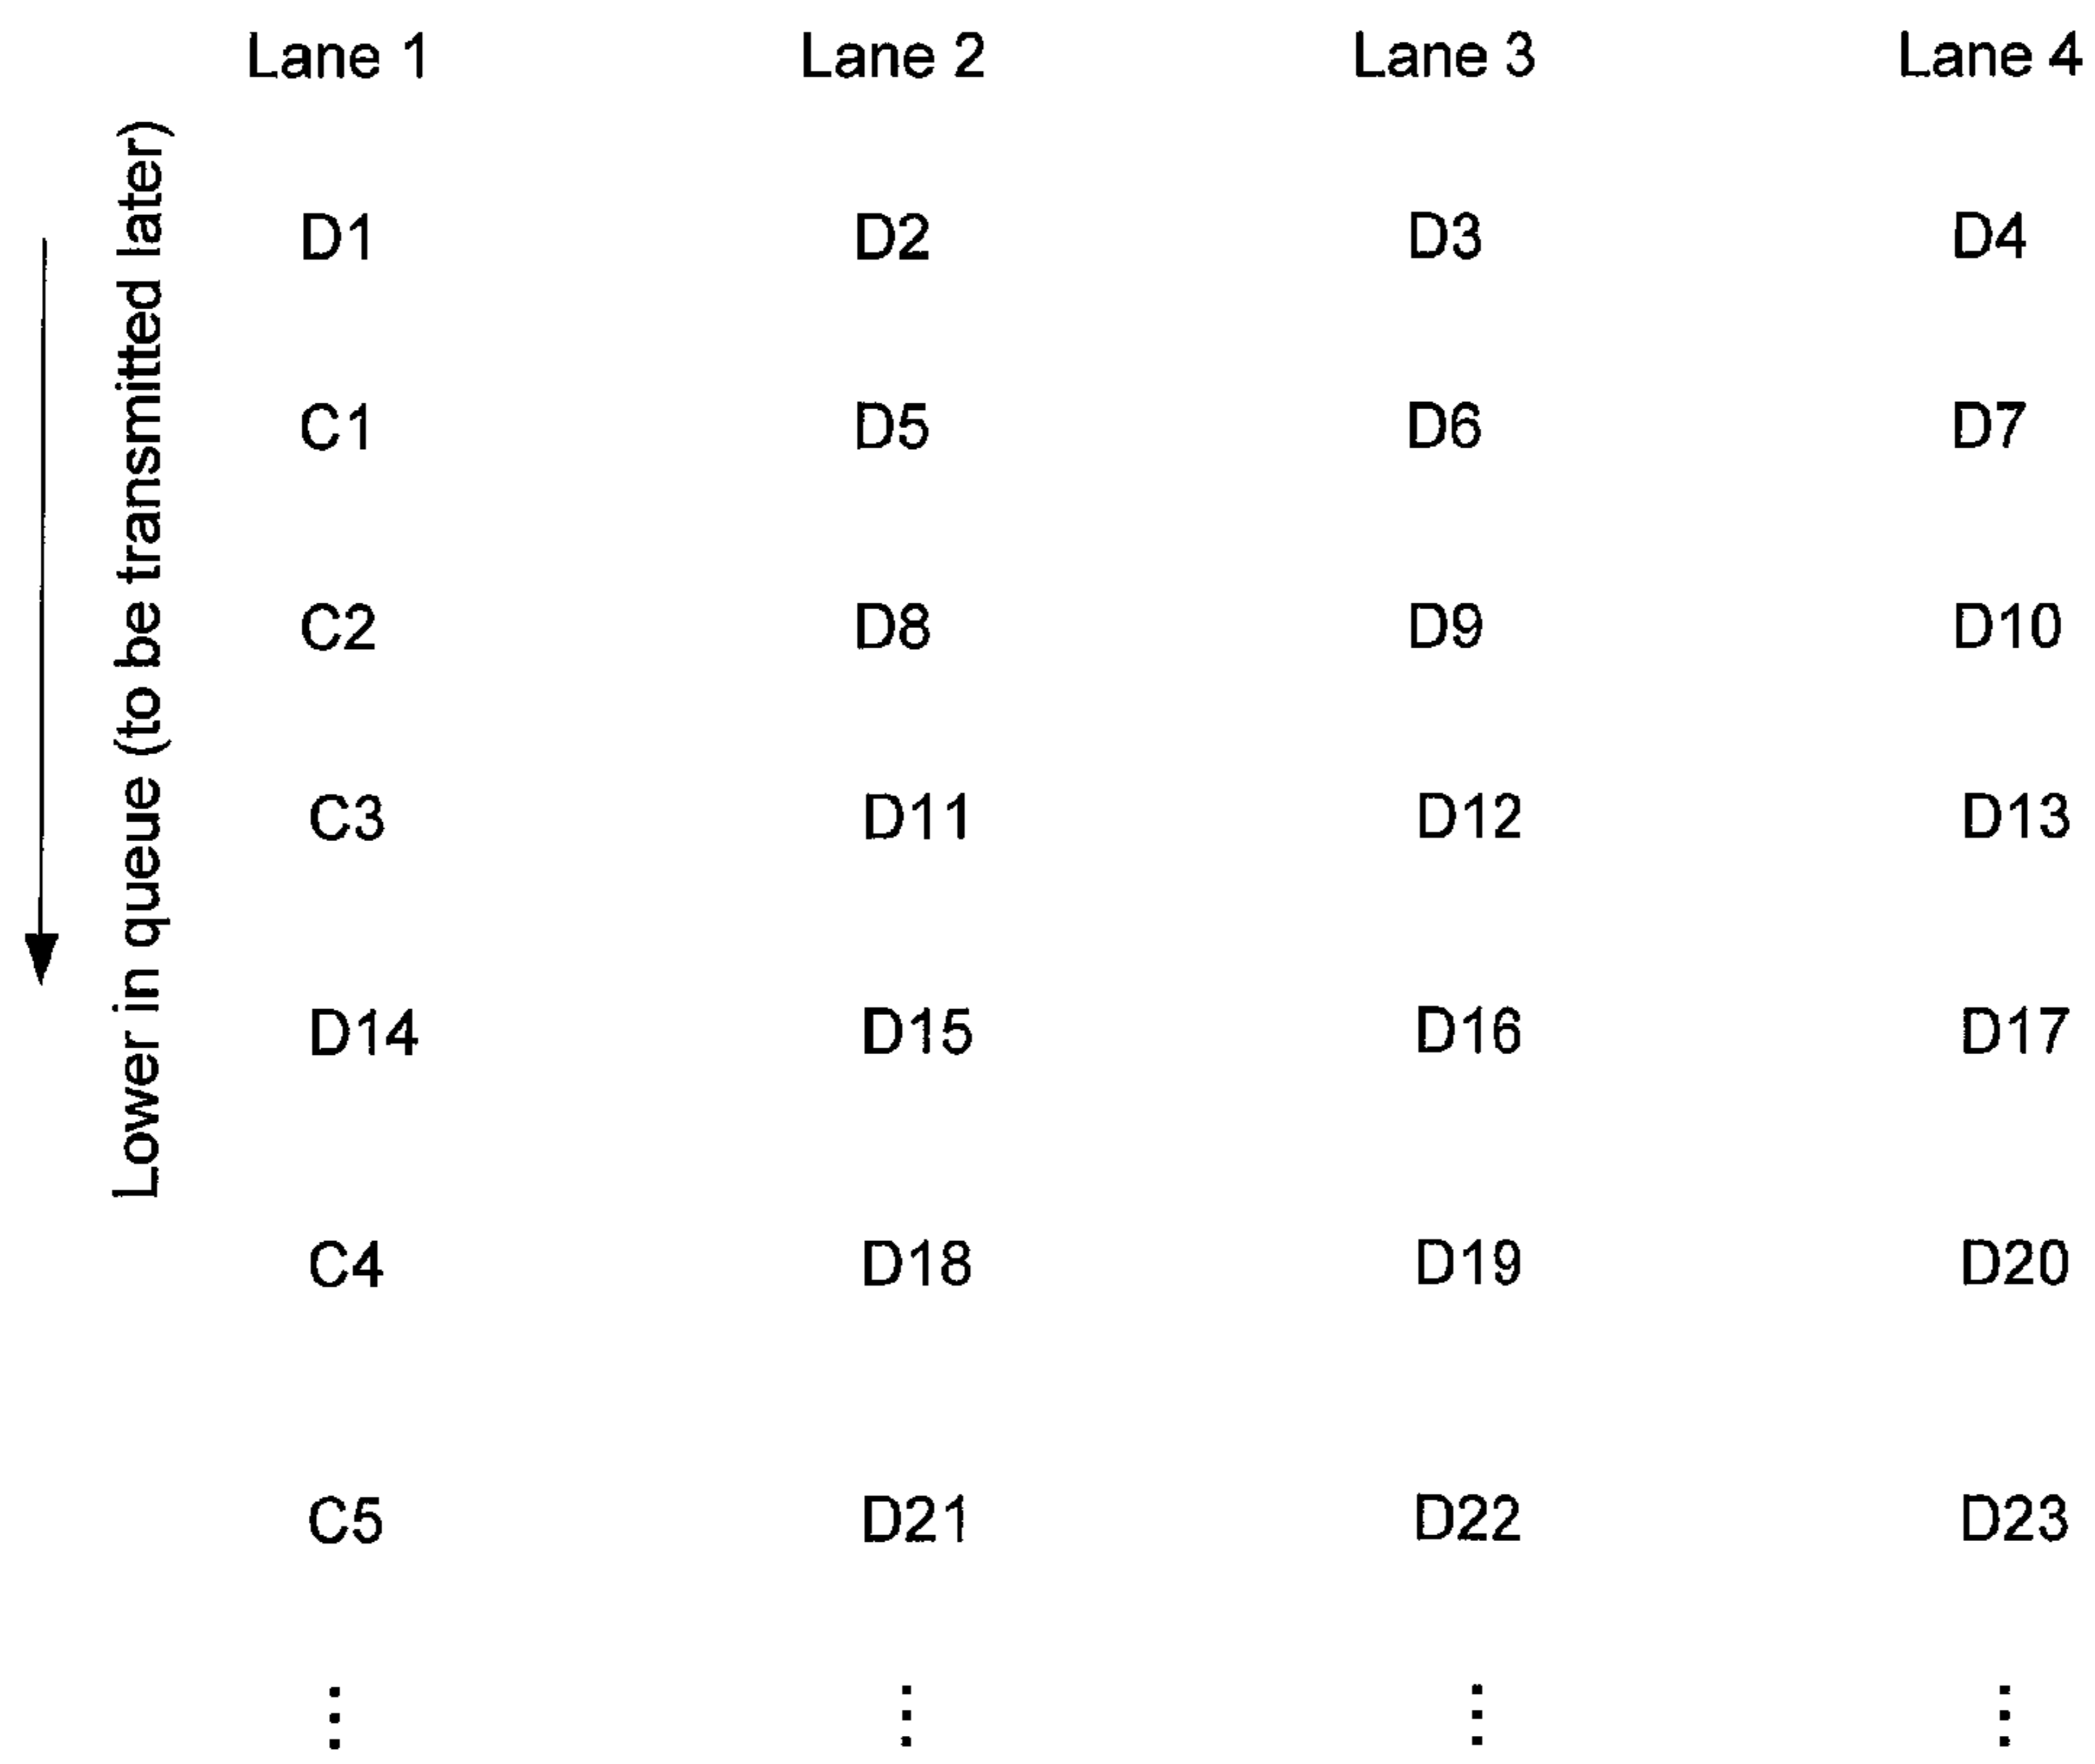 Lane 1 Lane 2 Lane 3 Lane 4
Lower in queue (to be transmitted later)
D1 D2 D3 D4
C1 D5 D6 D7
C2 D8 D9 D10
C3 D11 D12 D13
D14 D15 D16 D17
C4 D18 D19 D20
C5 D21 D22 D23
⋮ ⋮ ⋮ ⋮